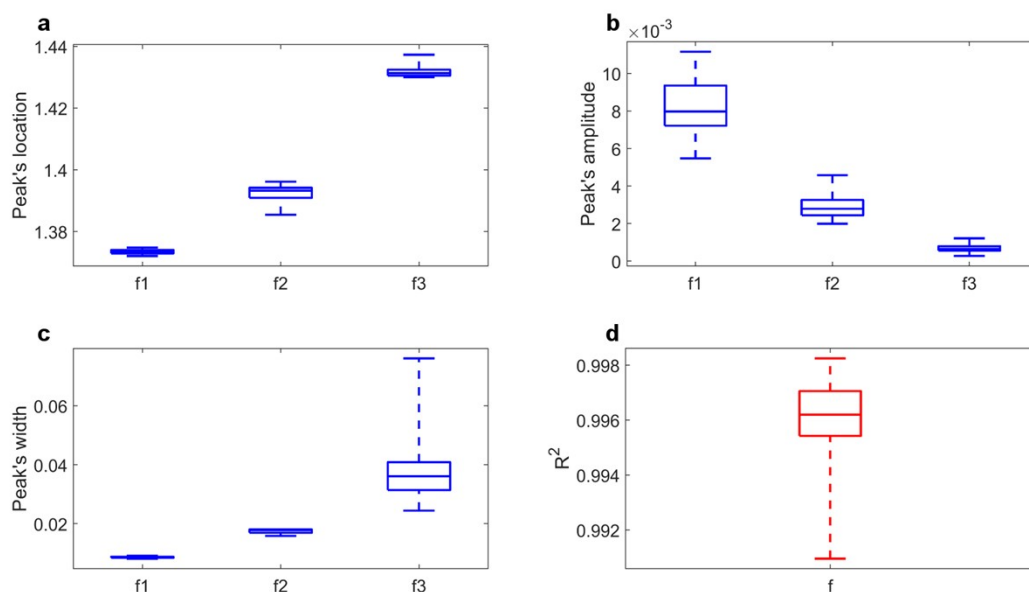 a
1.44
1.42
1.4
1.38
Peak's location
f1 f2 f3
b
×10⁻³
10
8
6
4
2
0
Peak's amplitude
f1 f2 f3
c
0.06
0.04
0.02
Peak's width
f1 f2 f3
d
0.998
0.996
0.994
0.992
R²
f